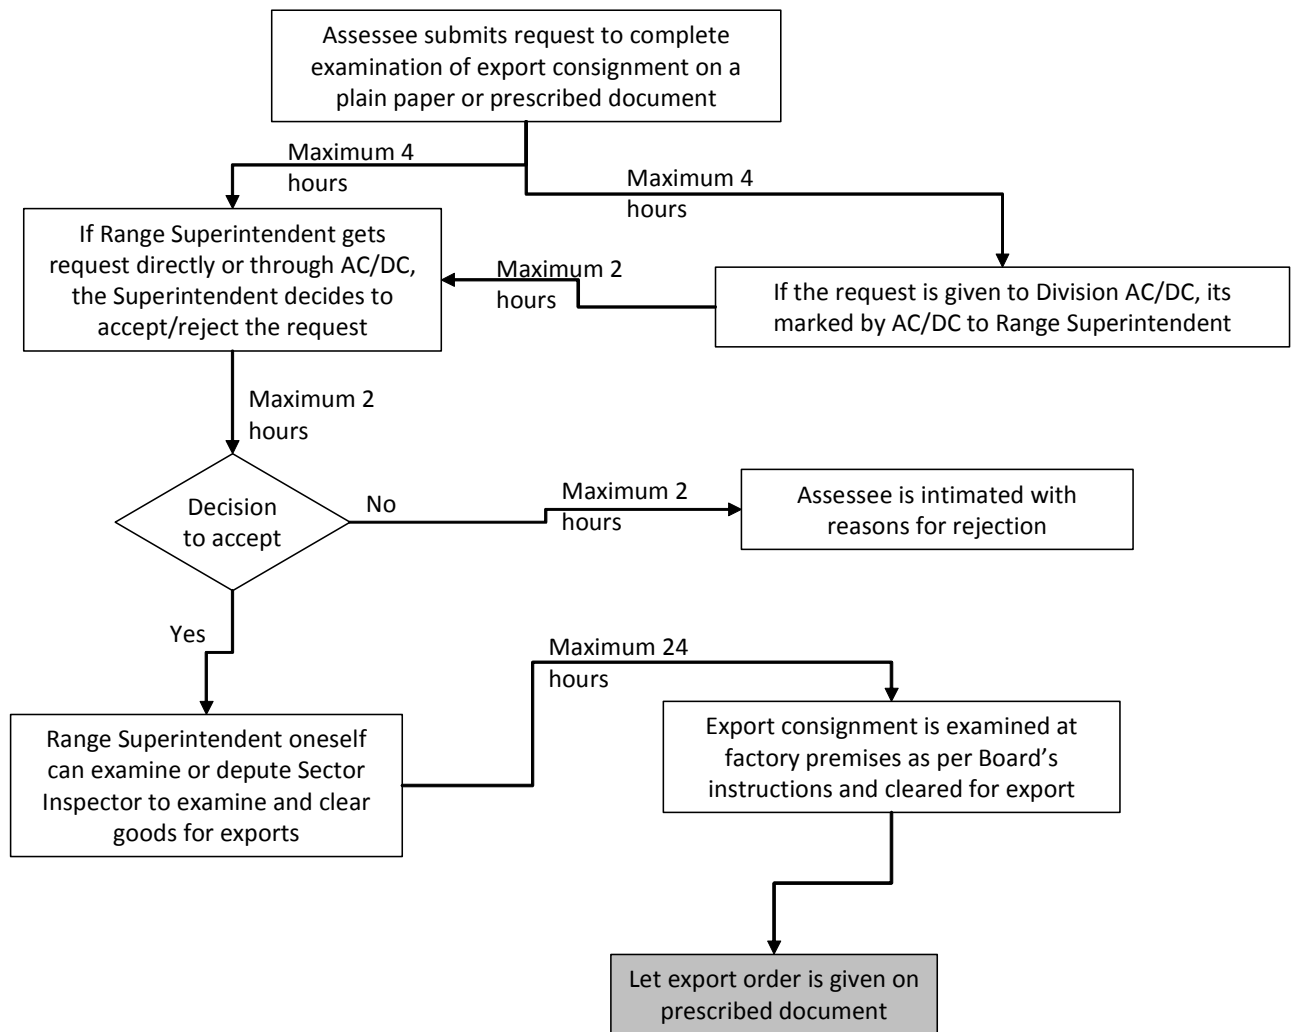 Assessee submits request to complete
examination of export consignment on a
plain paper or prescribed document
Maximum 4
hours
Maximum 4
hours
If Range Superintendent gets
request directly or through AC/DC,
the Superintendent decides to
accept/reject the request
Maximum 2
hours
If the request is given to Division AC/DC, its
marked by AC/DC to Range Superintendent
Maximum 2
hours
Decision
to accept
No
Maximum 2
hours
Assessee is intimated with
reasons for rejection
Yes
Maximum 24
hours
Range Superintendent oneself
can examine or depute Sector
Inspector to examine and clear
goods for exports
Export consignment is examined at
factory premises as per Board’s
instructions and cleared for export
Let export order is given on
prescribed document